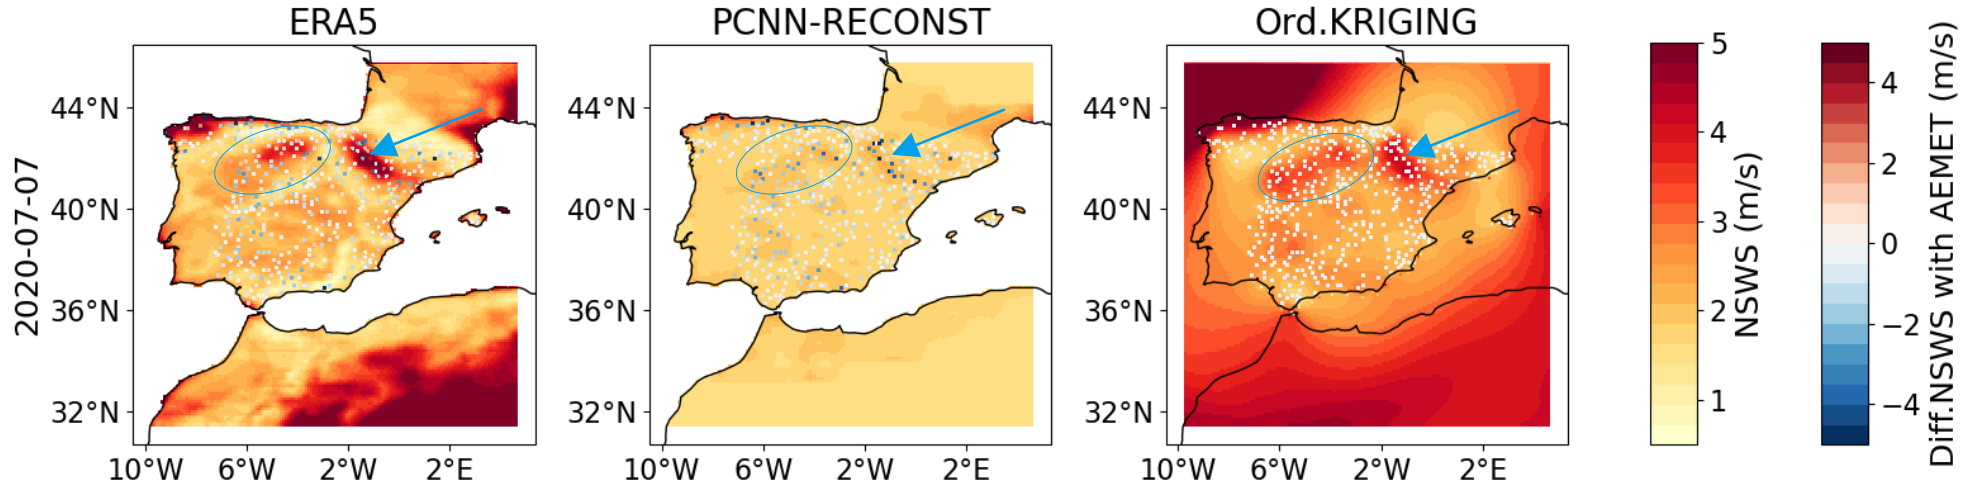 ERA5
PCNN-RECONST
Ord.KRIGING
2020-07-07
44°N
40°N
36°N
32°N
10°W 6°W 2°W 2°E
44°N
40°N
36°N
32°N
10°W 6°W 2°W 2°E
44°N
40°N
36°N
32°N
10°W 6°W 2°W 2°E
5
4
3
2
1
NSWS (m/s)
4
2
0
−2
−4
Diff.NSWS with AEMET (m/s)